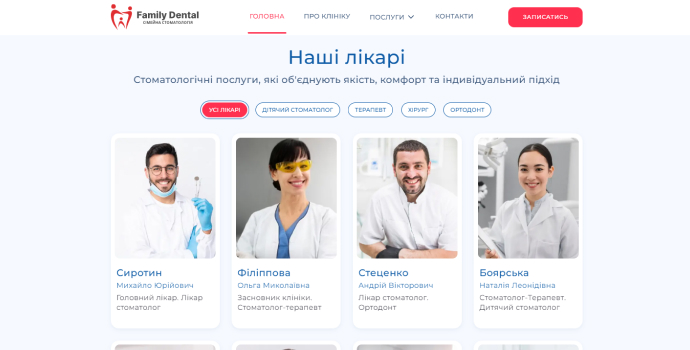 Family Dental
СІМЕЙНА СТОМАТОЛОГІЯ
ГОЛОВНА
ПРО КЛІНІКУ
ПОСЛУГИ
КОНТАКТИ
ЗАПИСАТИСЬ
Наші лікарі
Стоматологічні послуги, які об'єднують якість, комфорт та індивідуальний підхід
УСІ ЛІКАРІ
ДІТЯЧИЙ СТОМАТОЛОГ
ТЕРАПЕВТ
ХІРУРГ
ОРТОДОНТ
Сиротин
Михайло Юрійович
Головний лікар. Лікар
стоматолог
Філіппова
Ольга Миколаївна
Засновник клініки.
Стоматолог-терапевт
Стеценко
Андрій Вікторович
Лікар стоматолог.
Ортодонт
Боярська
Наталія Леонідівна
Стоматолог-Терапевт.
Дитячий стоматолог